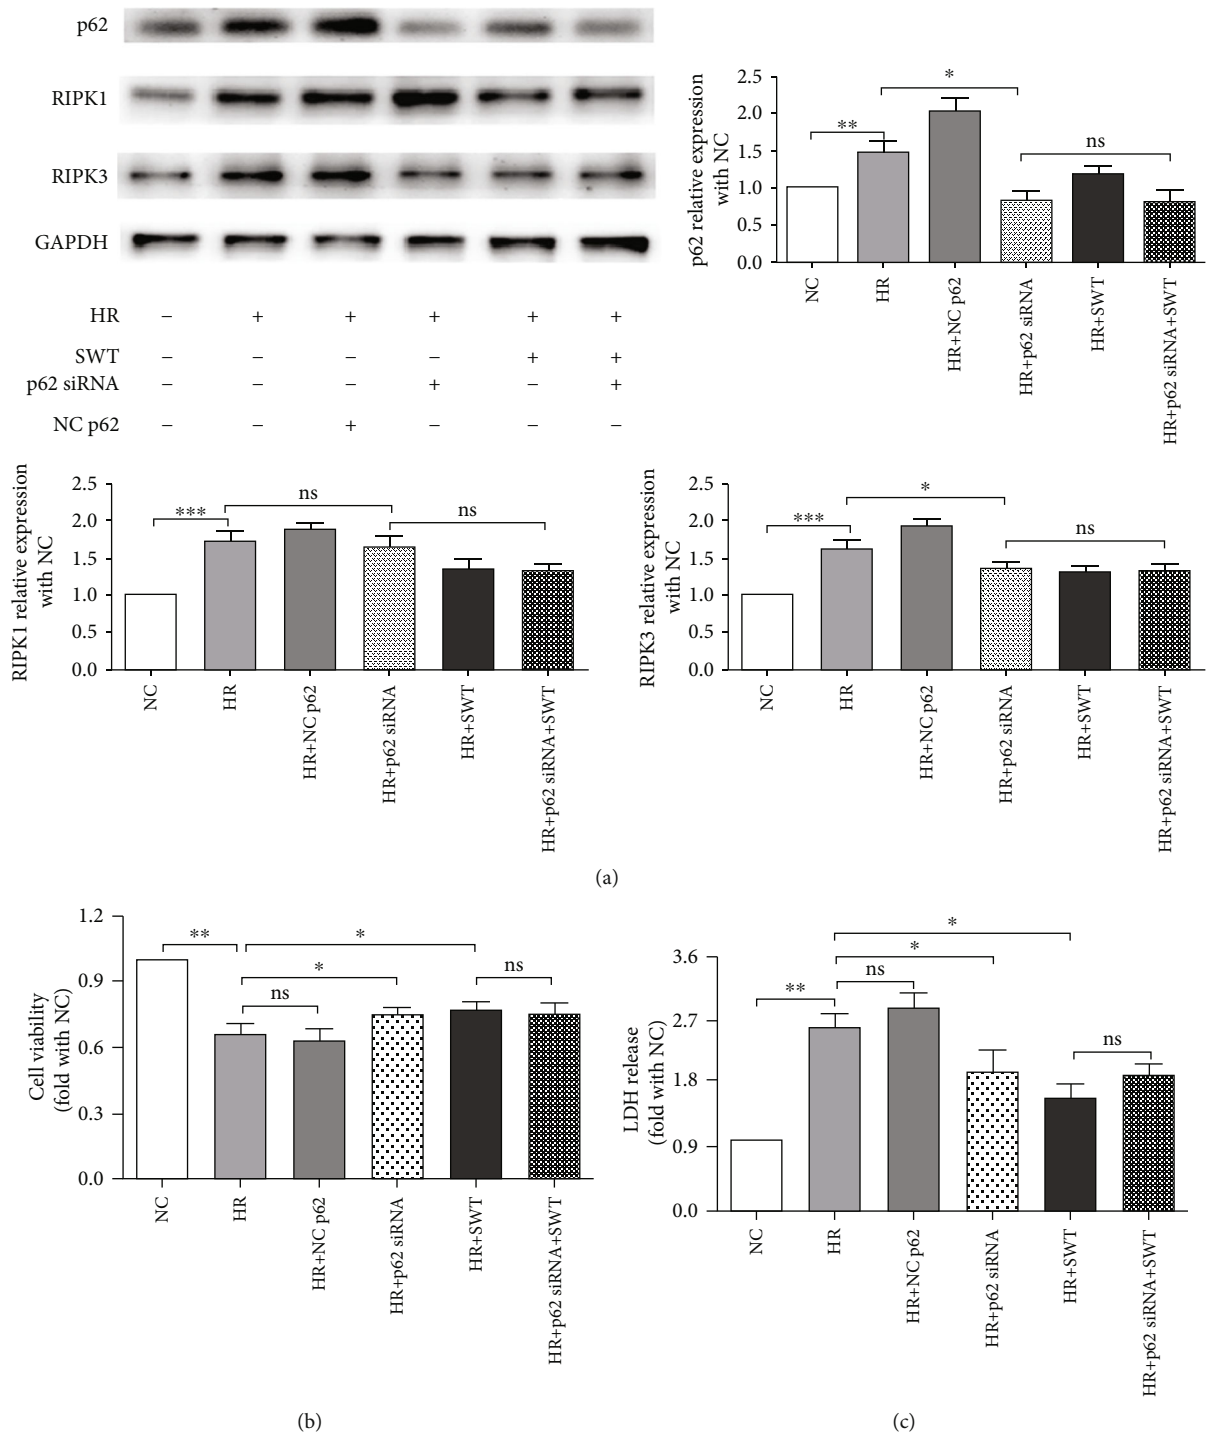 p62
RIPK1
RIPK3
GAPDH
HR − + + + + +
SWT − − − − + +
p62 siRNA − − − + − +
NC p62 − − + − − −
p62 relative expression
with NC
2.5
2.0
1.5
1.0
0.5
0.0
**
*
ns
NC
HR
HR+NC p62
HR+p62 siRNA
HR+SWT
HR+p62 siRNA+SWT
RIPK1 relative expression
with NC
2.5
2.0
1.5
1.0
0.5
0.0
***
ns
ns
NC
HR
HR+NC p62
HR+p62 siRNA
HR+SWT
HR+p62 siRNA+SWT
RIPK3 relative expression
with NC
2.5
2.0
1.5
1.0
0.5
0.0
***
*
ns
NC
HR
HR+NC p62
HR+p62 siRNA
HR+SWT
HR+p62 siRNA+SWT
(a)
Cell viability
(fold with NC)
1.2
0.9
0.6
0.3
0.0
**
*
*
ns
ns
NC
HR
HR+NC p62
HR+p62 siRNA
HR+SWT
HR+p62 siRNA+SWT
(b)
LDH release
(fold with NC)
3.6
2.7
1.8
0.9
0.0
*
*
ns
**
ns
NC
HR
HR+NC p62
HR+p62 siRNA
HR+SWT
HR+p62 siRNA+SWT
(c)